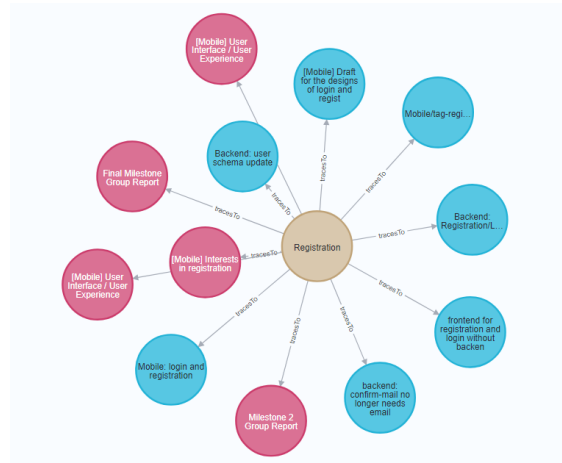 [Mobile] User
Interface / User
Experience
[Mobile] Draft
for the designs
of login and
regist
Mobile/tag-regi...
Backend: user
schema update
tracesTo
tracesTo
tracesTo
Final Milestone
Group Report
tracesTo
tracesTo
Backend:
Registration/L...
Registration
tracesTo
[Mobile] Interests
in registration
tracesTo
[Mobile] User
Interface / User
Experience
tracesTo
tracesTo
tracesTo
tracesTo
frontend for
registration and
login without
backen
Mobile: login and
registration
backend:
confirm-mail no
longer needs
email
Milestone 2
Group Report